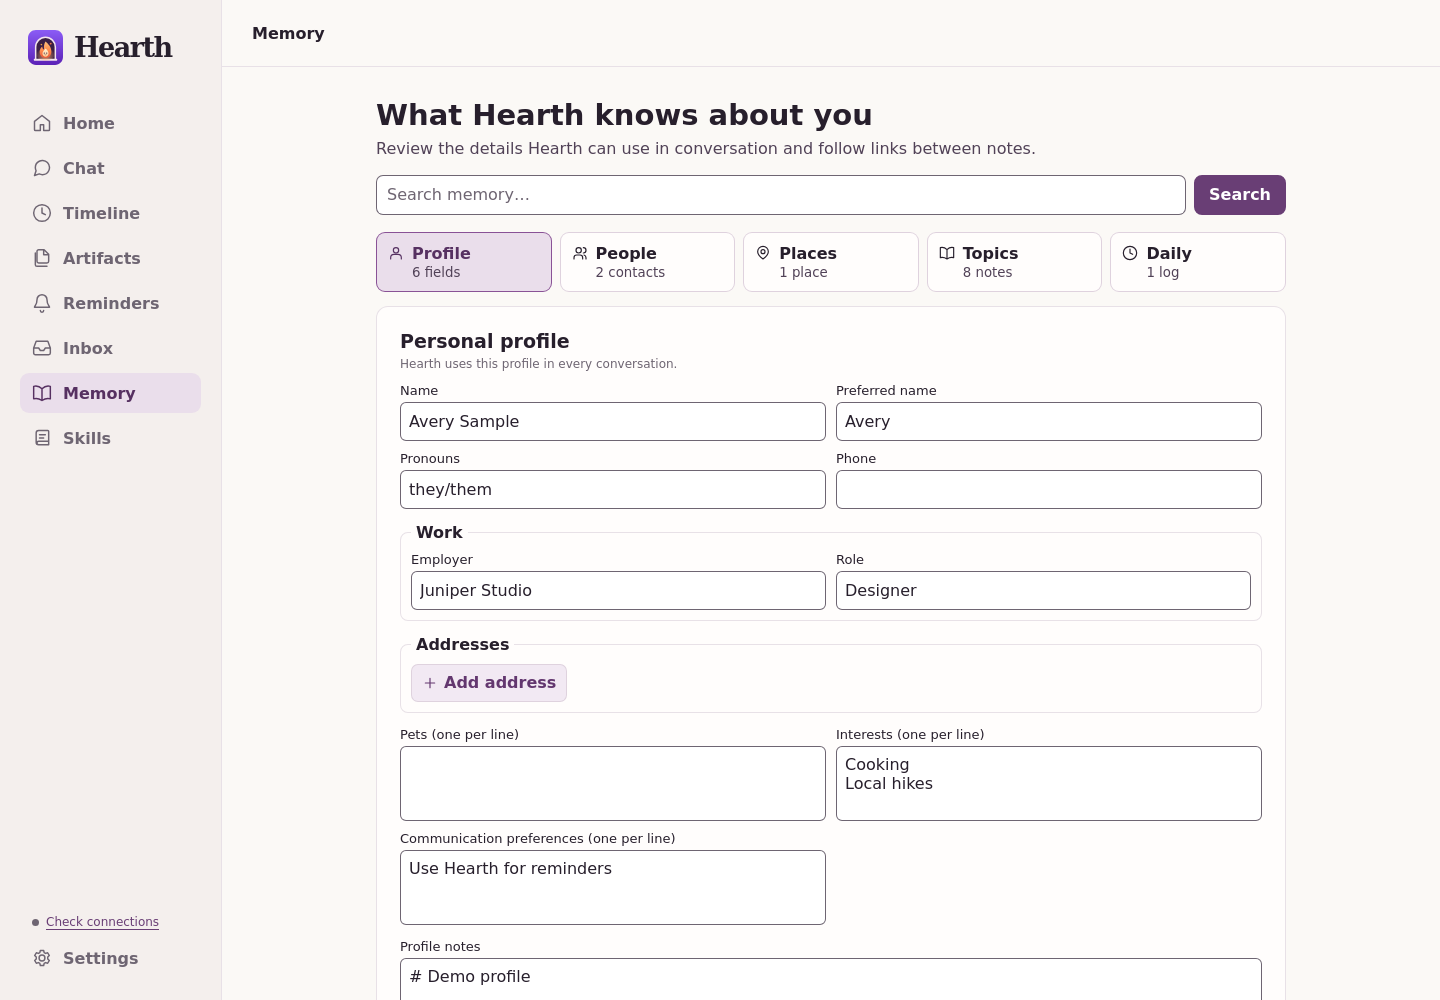 Hearth
Home
Chat
Timeline
Artifacts
Reminders
Inbox
Memory
Skills
Check connections
Settings
Memory
What Hearth knows about you
Review the details Hearth can use in conversation and follow links between notes.
Search memory...
Search
Profile
6 fields
People
2 contacts
Places
1 place
Topics
8 notes
Daily
1 log
Personal profile
Hearth uses this profile in every conversation.
Name
Preferred name
Avery Sample
Avery
Pronouns
Phone
they/them
Work
Employer
Role
Juniper Studio
Designer
Addresses
+ Add address
Pets (one per line)
Interests (one per line)
Cooking
Local hikes
Communication preferences (one per line)
Use Hearth for reminders
Profile notes
# Demo profile